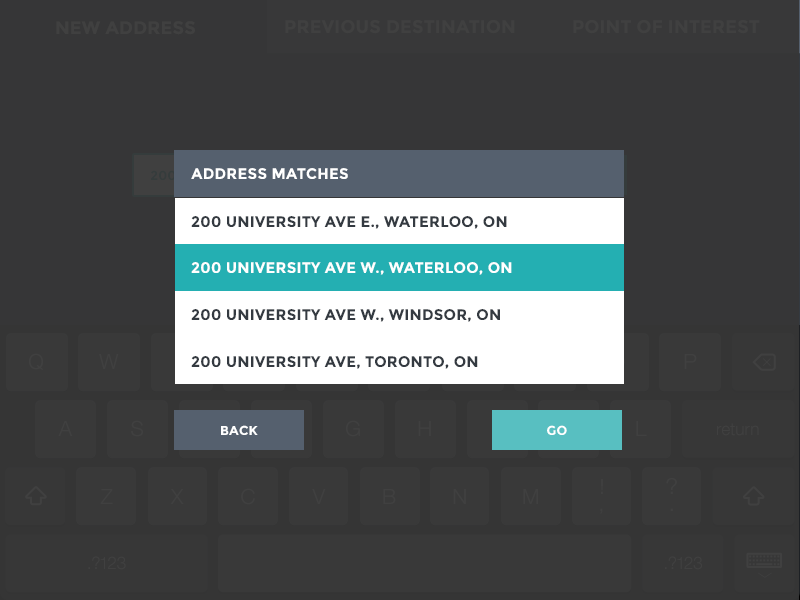 NEW ADDRESS
PREVIOUS DESTINATION
POINT OF INTEREST
200
ADDRESS MATCHES
200 UNIVERSITY AVE E., WATERLOO, ON
200 UNIVERSITY AVE W., WATERLOO, ON
200 UNIVERSITY AVE W., WINDSOR, ON
200 UNIVERSITY AVE, TORONTO, ON
Q W P
BACK
GO
A S G H L return
Z X C V B N M ! ?
.?123 .?123